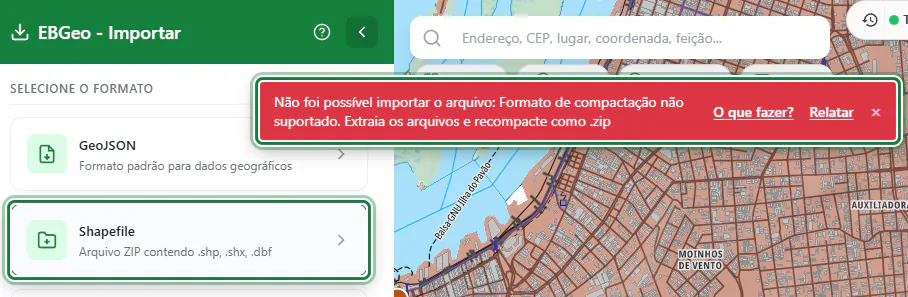 EBGeo - Importar
SELECIONE O FORMATO
GeoJSON
Formato padrão para dados geográficos
Shapefile
Arquivo ZIP contendo .shp, .shx, .dbf
Endereço, CEP, lugar, coordenada, feição...
Não foi possível importar o arquivo: Formato de compactação não
suportado. Extraia os arquivos e recompacte como .zip
O que fazer?
Relatar
Balsa GNU Ilha do Pavão
AUXILIADORA
MOINHOS
DE VENTO